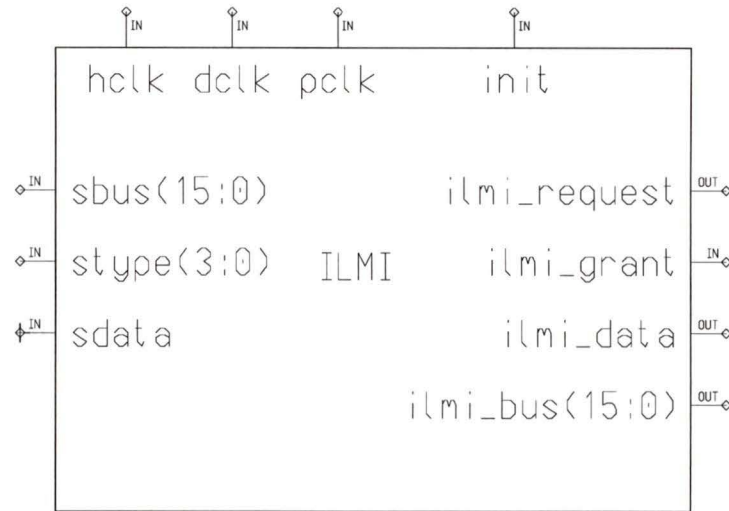 IN IN IN IN
hclk dclk pclk init
IN sbus(15:0) ilmi_request OUT
IN stype(3:0) ILMI ilmi_grant IN
IN sdata ilmi_data OUT
ilmi_bus(15:0) OUT